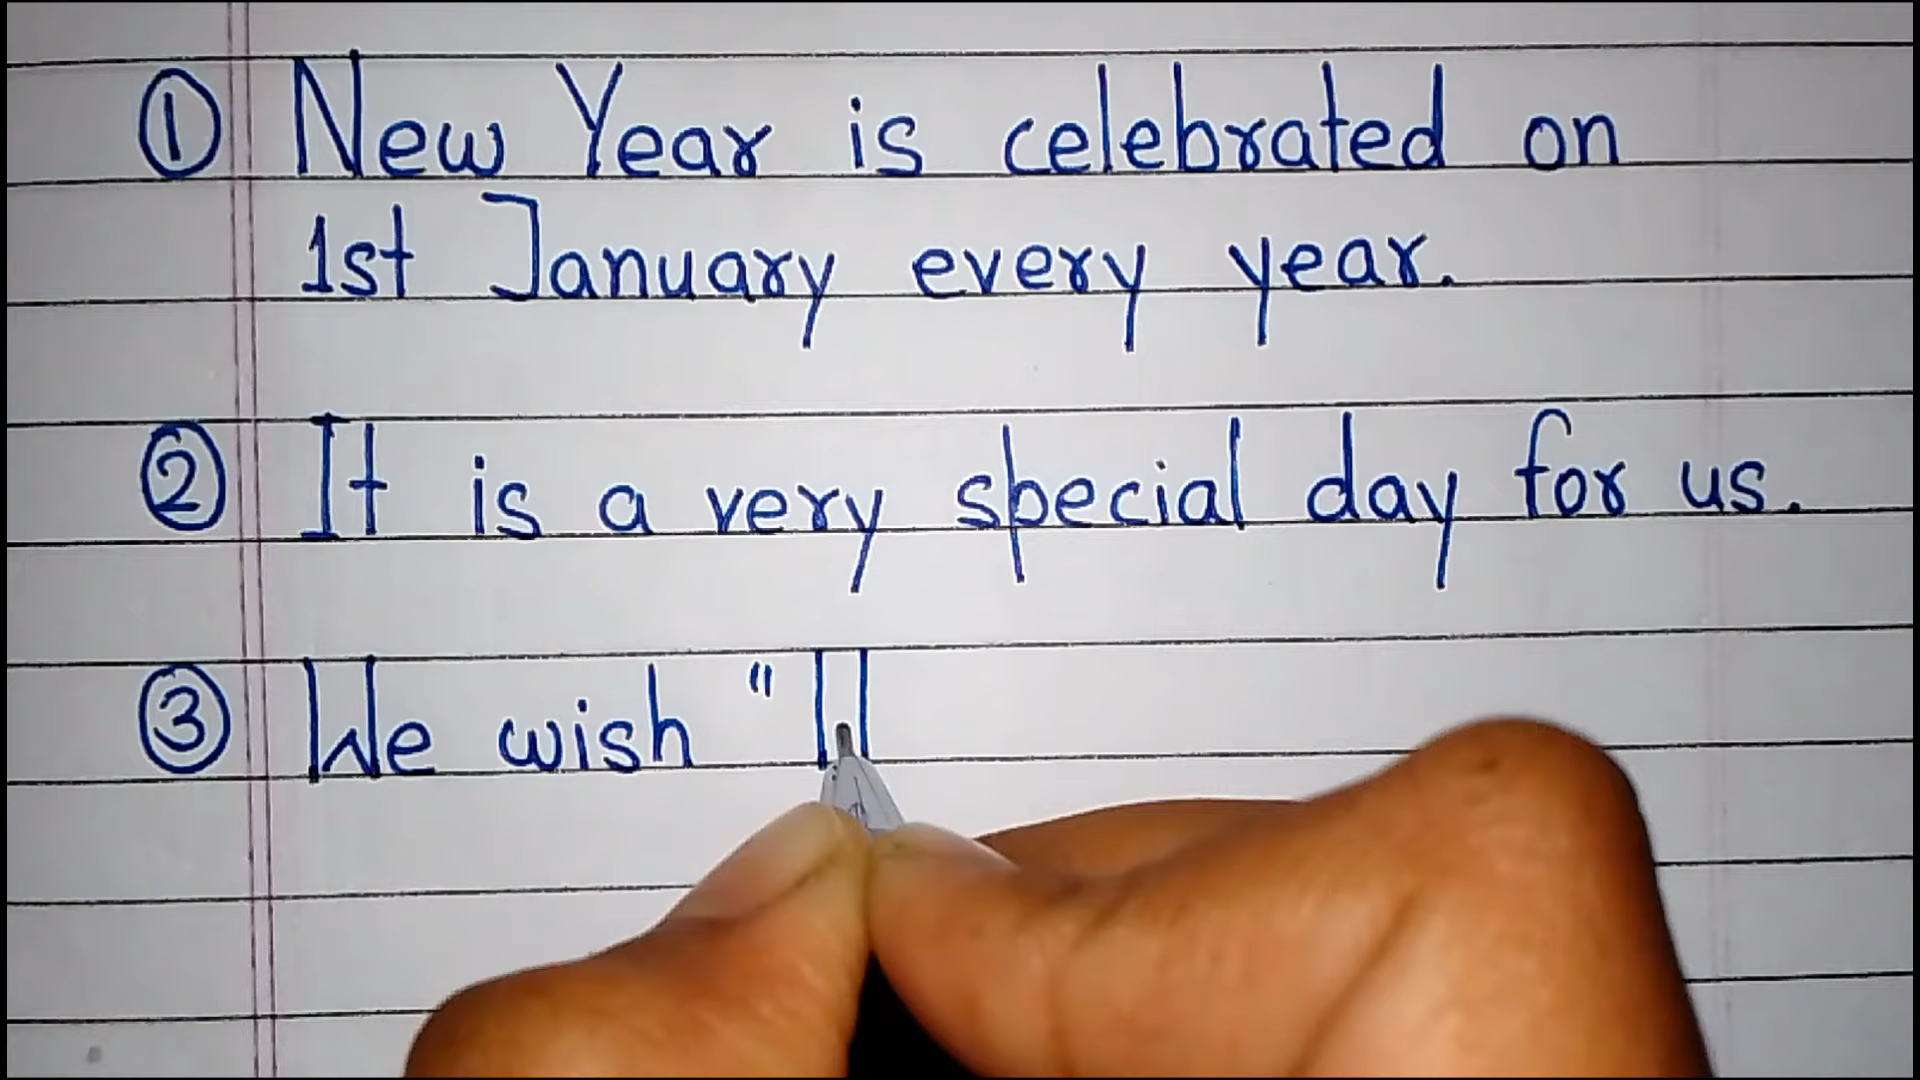 ① New Year is celebrated on
1st January every year.
② It is a very special day for us.
③ We wish "